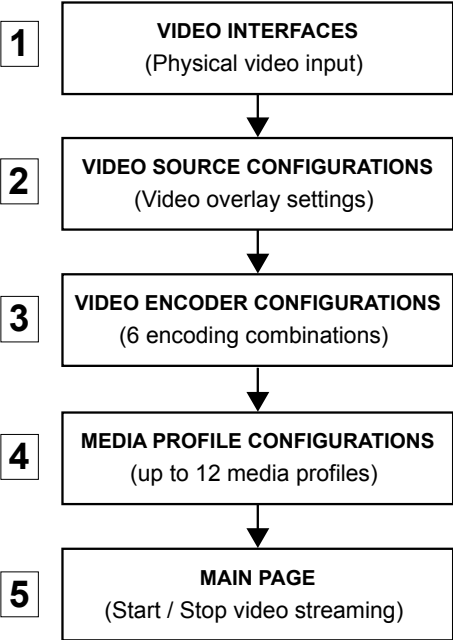 1
VIDEO INTERFACES
(Physical video input)
2
VIDEO SOURCE CONFIGURATIONS
(Video overlay settings)
3
VIDEO ENCODER CONFIGURATIONS
(6 encoding combinations)
4
MEDIA PROFILE CONFIGURATIONS
(up to 12 media profiles)
5
MAIN PAGE
(Start / Stop video streaming)